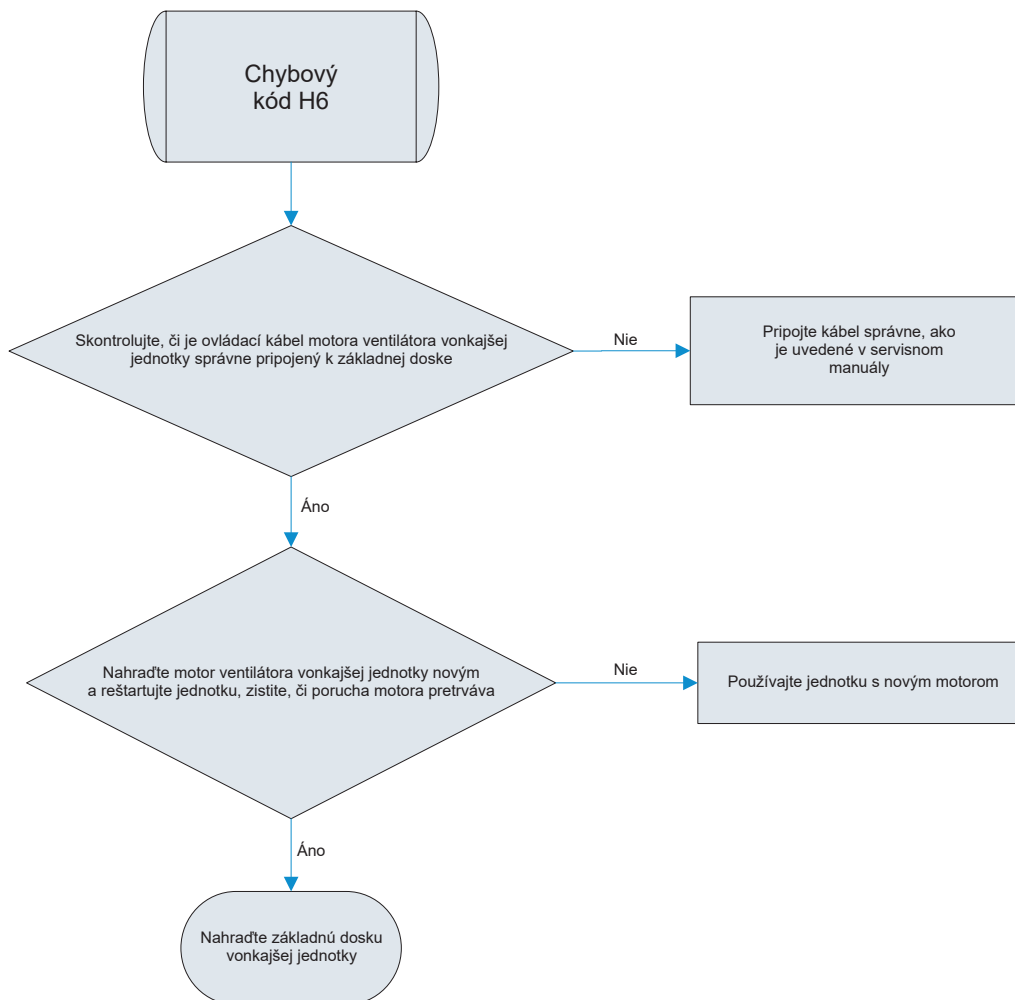 Chybový
kód H6
Skontrolujte, či je ovládací kábel motora ventilátora vonkajšej
jednotky správne pripojený k základnej doske
Nie
Pripojte kábel správne, ako
je uvedené v servisnom
manuály
Áno
Nahraďte motor ventilátora vonkajšej jednotky novým
a reštartujte jednotku, zistite, či porucha motora pretrváva
Nie
Používajte jednotku s novým motorom
Áno
Nahraďte základnú dosku
vonkajšej jednotky